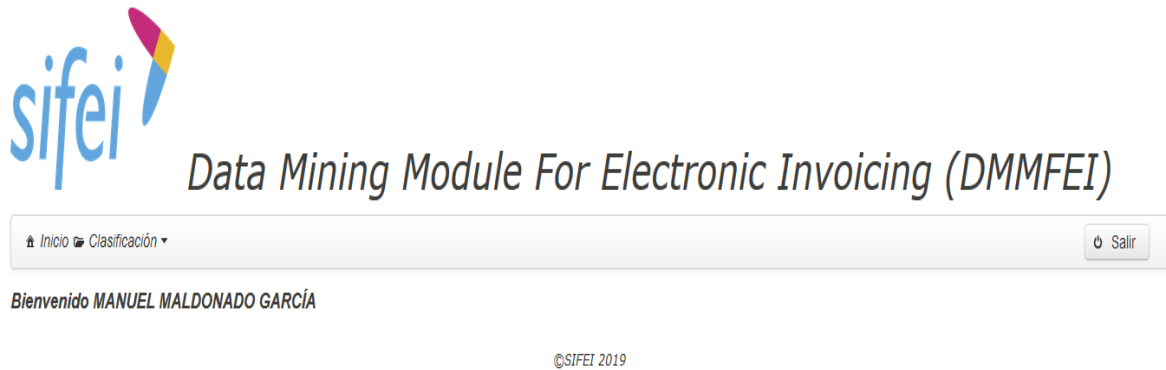 sifei
Data Mining Module For Electronic Invoicing (DMMFEI)
Inicio Clasificación Salir
Bienvenido MANUEL MALDONADO GARCÍA
©SIFEI 2019